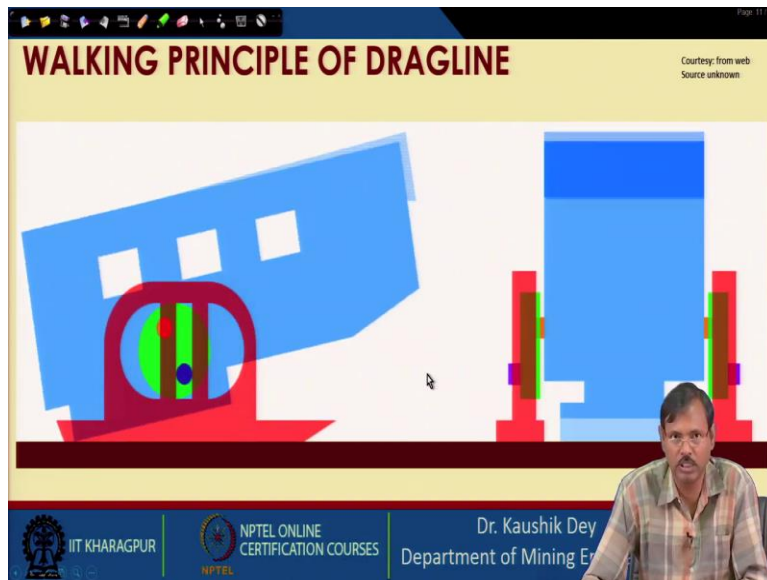 Page 11
WALKING PRINCIPLE OF DRAGLINE
Courtesy: from web
Source unknown
IIT KHARAGPUR
NPTEL
NPTEL ONLINE
CERTIFICATION COURSES
Dr. Kaushik Dey
Department of Mining